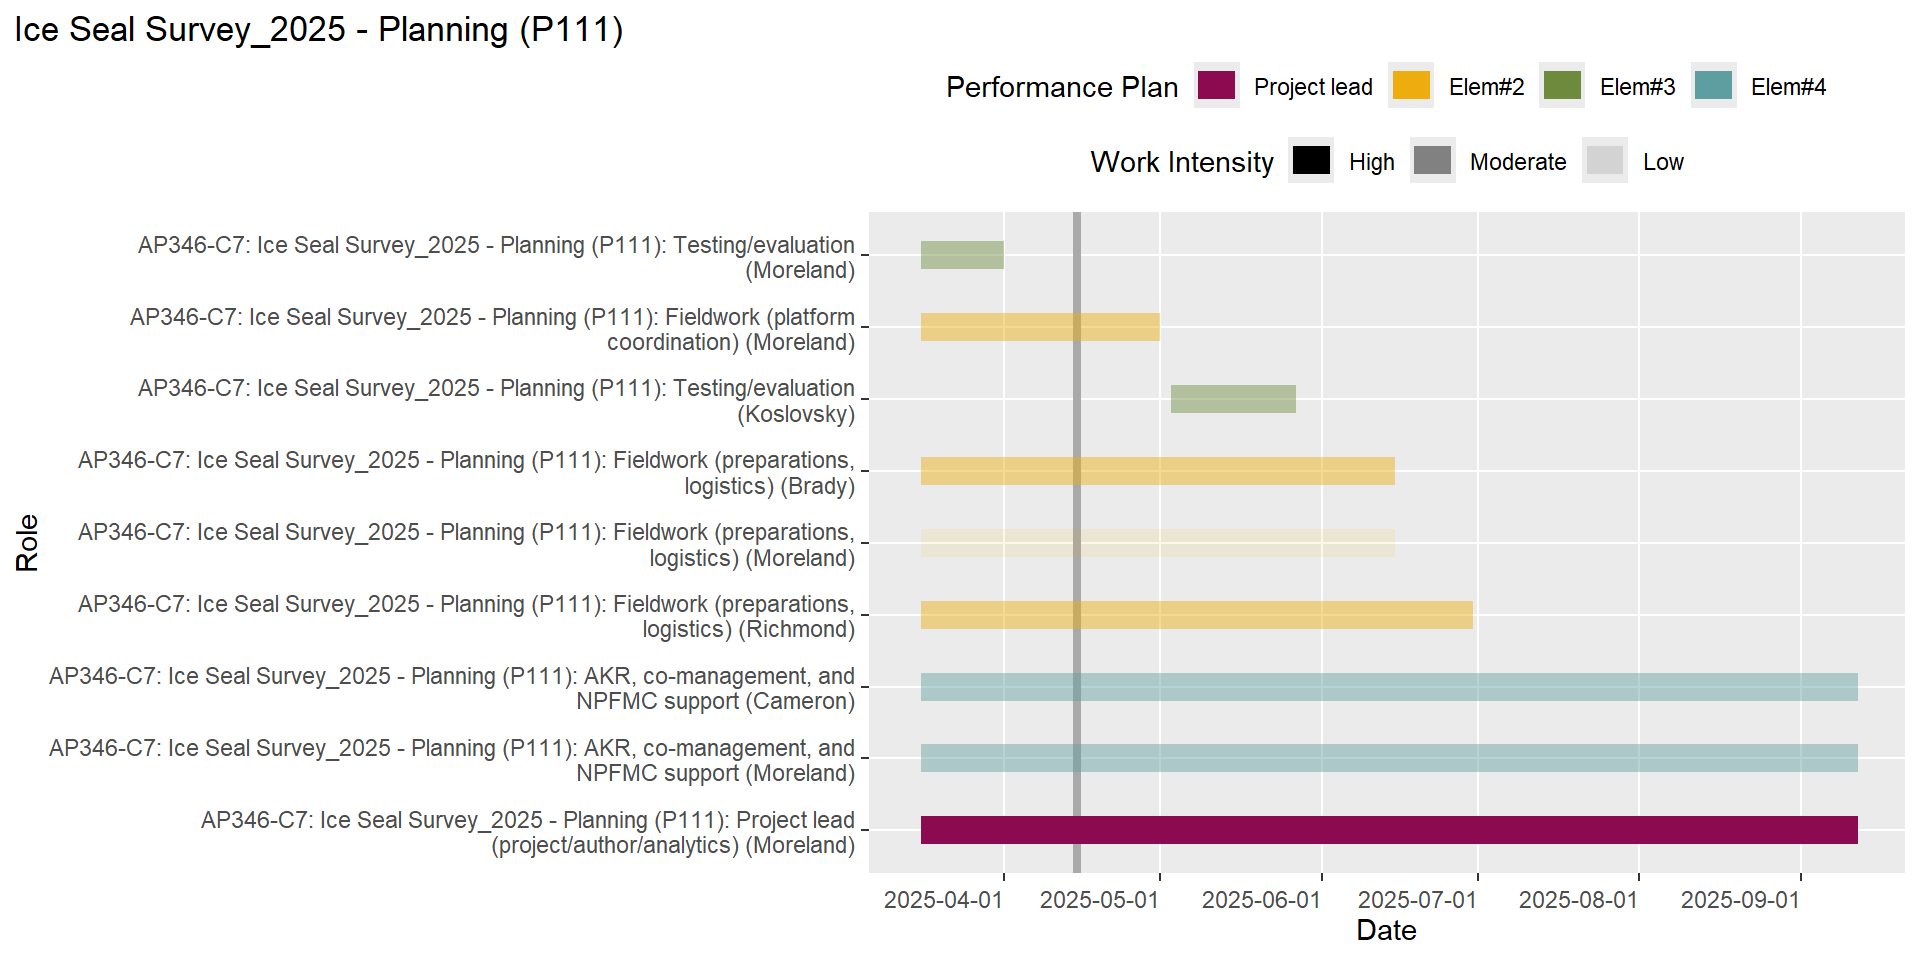 Ice Seal Survey_2025 - Planning (P111)
Performance Plan Project lead Elem#2 Elem#3 Elem#4
Work Intensity High Moderate Low
AP346-C7: Ice Seal Survey_2025 - Planning (P111): Testing/evaluation
(Moreland)
AP346-C7: Ice Seal Survey_2025 - Planning (P111): Fieldwork (platform
coordination) (Moreland)
AP346-C7: Ice Seal Survey_2025 - Planning (P111): Testing/evaluation
(Koslovsky)
AP346-C7: Ice Seal Survey_2025 - Planning (P111): Fieldwork (preparations,
logistics) (Brady)
AP346-C7: Ice Seal Survey_2025 - Planning (P111): Fieldwork (preparations,
logistics) (Moreland)
AP346-C7: Ice Seal Survey_2025 - Planning (P111): Fieldwork (preparations,
logistics) (Richmond)
AP346-C7: Ice Seal Survey_2025 - Planning (P111): AKR, co-management, and
NPFMC support (Cameron)
AP346-C7: Ice Seal Survey_2025 - Planning (P111): AKR, co-management, and
NPFMC support (Moreland)
AP346-C7: Ice Seal Survey_2025 - Planning (P111): Project lead
(project/author/analytics) (Moreland)
Role
2025-04-01 2025-05-01 2025-06-01 2025-07-01 2025-08-01 2025-09-01
Date